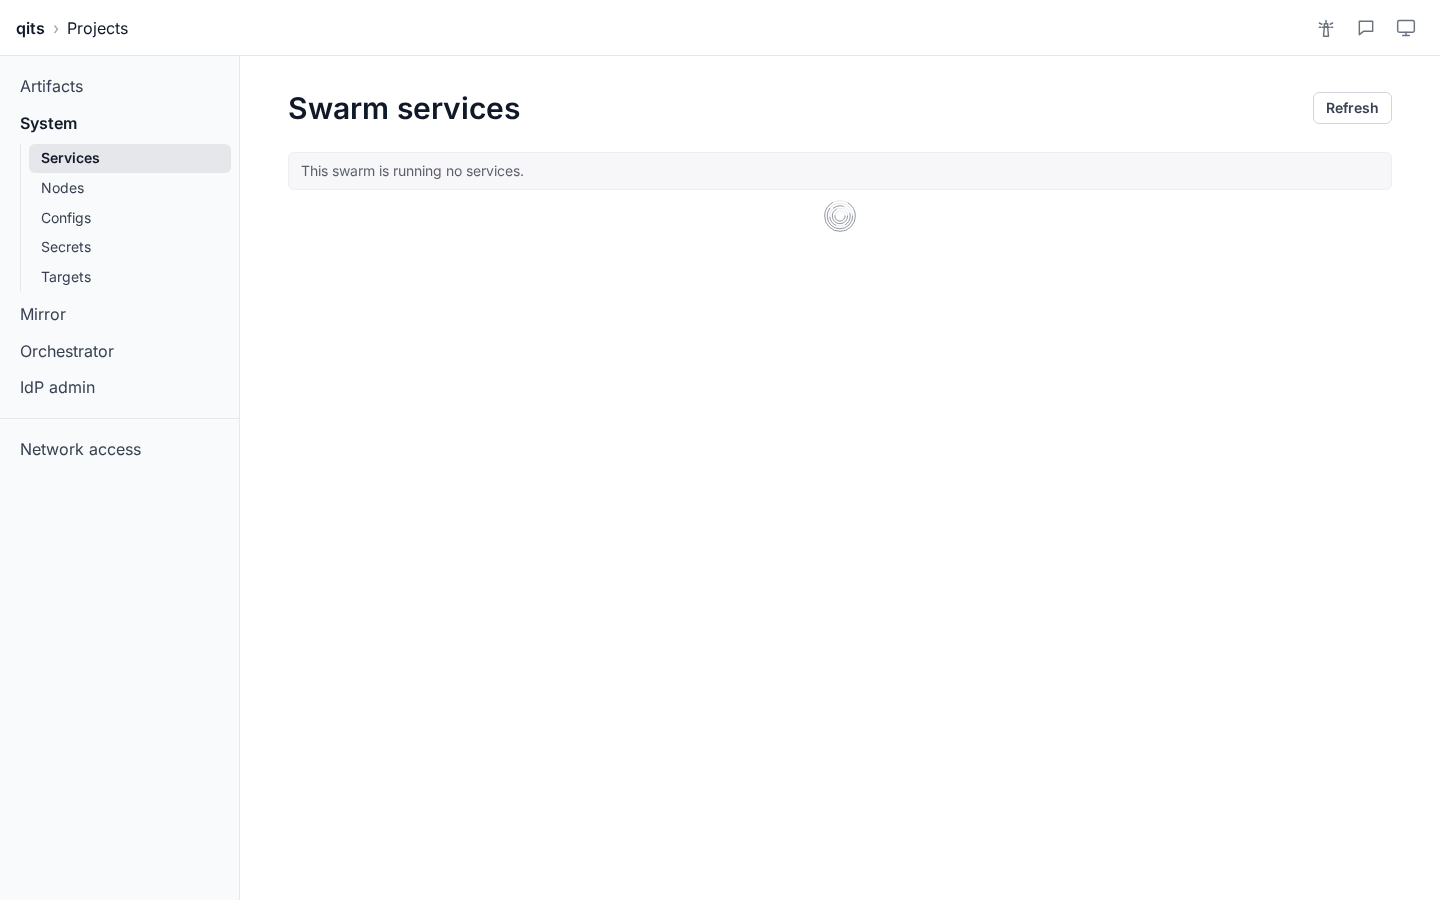 qits › Projects
Artifacts
System
Services
Nodes
Configs
Secrets
Targets
Mirror
Orchestrator
IdP admin
Network access
Swarm services
Refresh
This swarm is running no services.